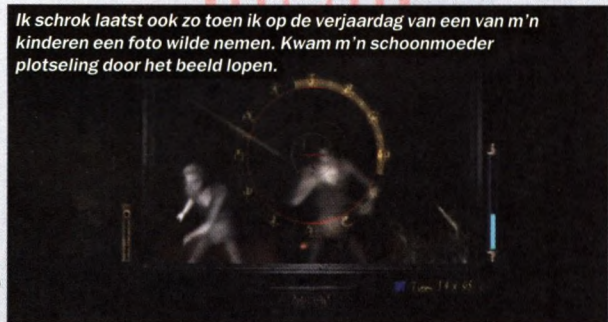 Ik schrok laatst ook zo toen ik op de verjaardag van een van m'n
kinderen een foto wilde nemen. Kwam m'n schoonmoeder
plotseling door het beeld lopen.